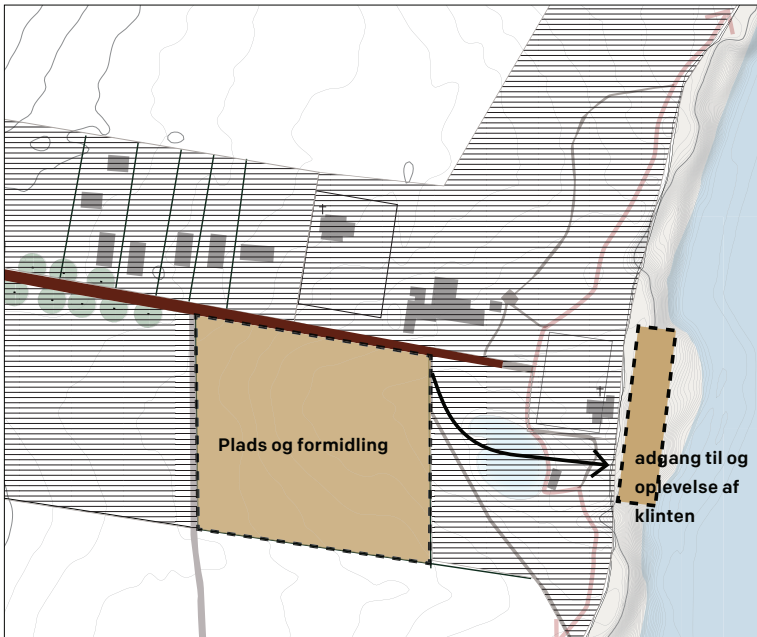 Plads og formidling
adgang til og
oplevelse af
klinten